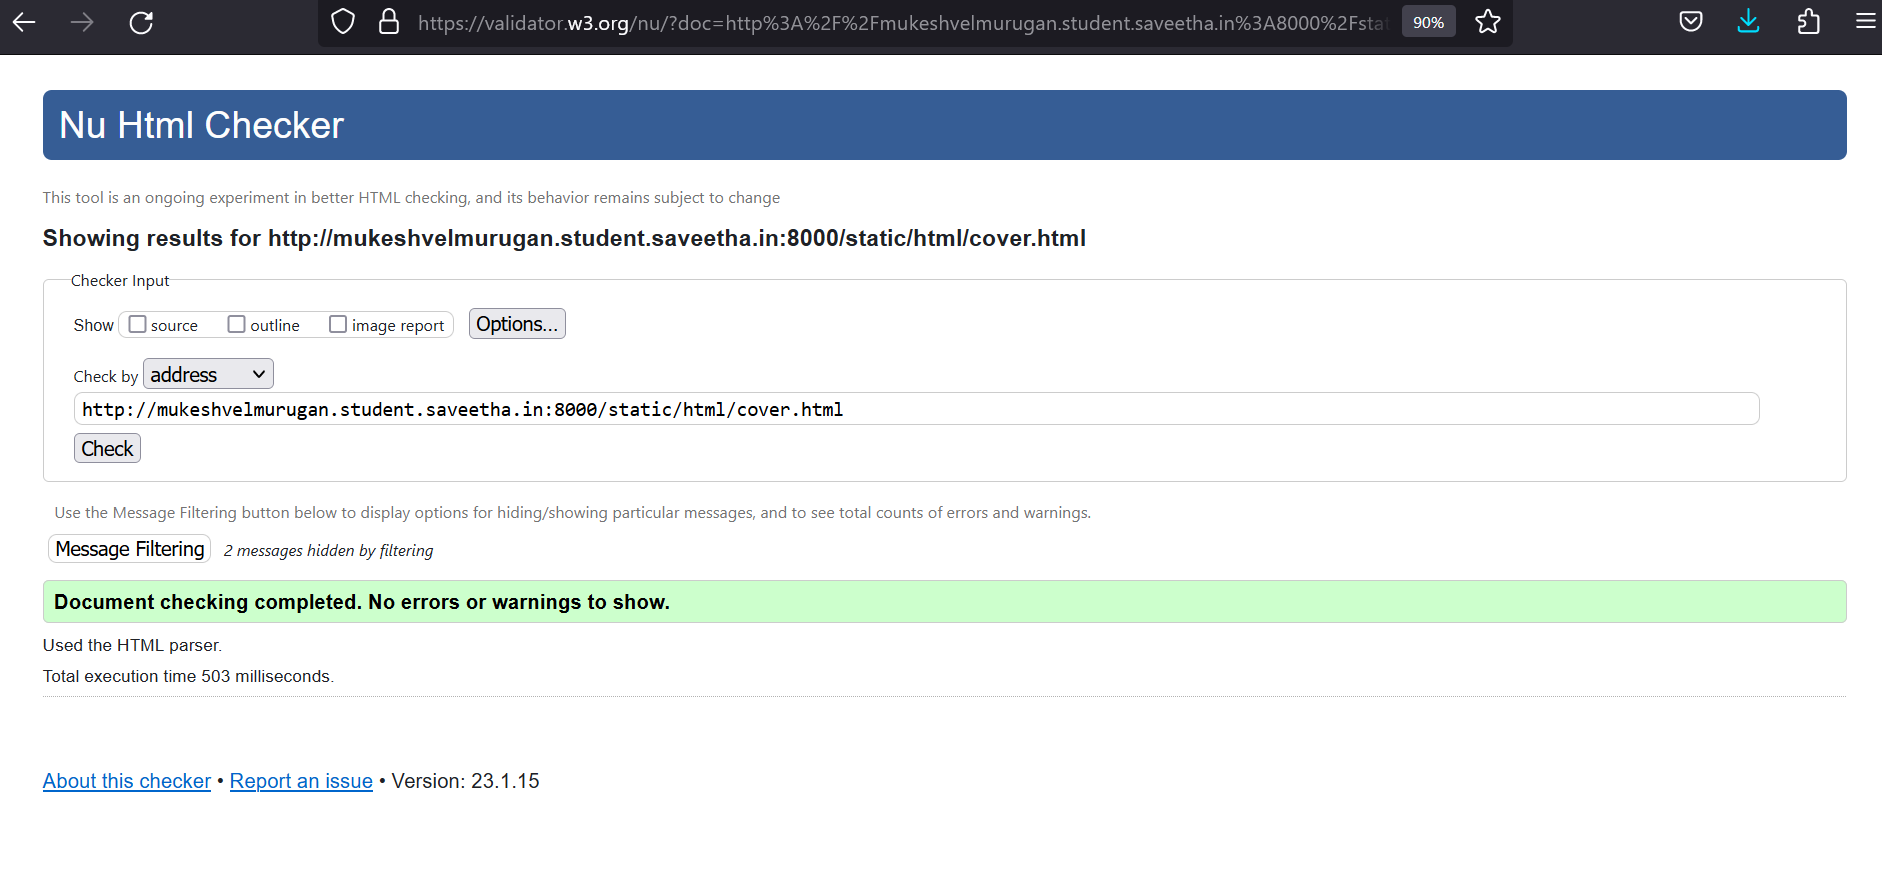 https://validator.w3.org/nu/?doc=http%3A%2F%2Fmukeshvelmurugan.student.saveetha.in%3A8000%2Fstat
90%
Nu Html Checker
This tool is an ongoing experiment in better HTML checking, and its behavior remains subject to change
Showing results for http://mukeshvelmurugan.student.saveetha.in:8000/static/html/cover.html
Checker Input
Show source outline image report Options...
Check by address
http://mukeshvelmurugan.student.saveetha.in:8000/static/html/cover.html
Check
Use the Message Filtering button below to display options for hiding/showing particular messages, and to see total counts of errors and warnings.
Message Filtering 2 messages hidden by filtering
Document checking completed. No errors or warnings to show.
Used the HTML parser.
Total execution time 503 milliseconds.
About this checker • Report an issue • Version: 23.1.15